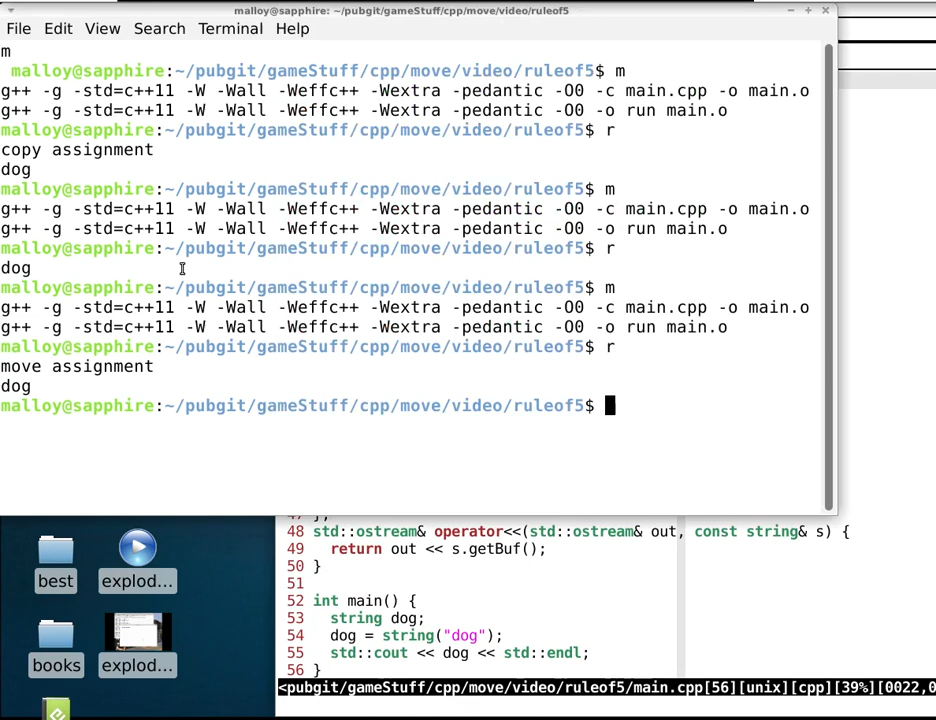 malloy@sapphire: ~/pubgit/gameStuff/cpp/move/video/ruleof5
File Edit View Search Terminal Help
m
malloy@sapphire:~/pubgit/gameStuff/cpp/move/video/ruleof5$ m
g++ -g -std=c++11 -W -Wall -Weffc++ -Wextra -pedantic -O0 -c main.cpp -o main.o
g++ -g -std=c++11 -W -Wall -Weffc++ -Wextra -pedantic -O0 -o run main.o
malloy@sapphire:~/pubgit/gameStuff/cpp/move/video/ruleof5$ r
copy assignment
dog
malloy@sapphire:~/pubgit/gameStuff/cpp/move/video/ruleof5$ m
g++ -g -std=c++11 -W -Wall -Weffc++ -Wextra -pedantic -O0 -c main.cpp -o main.o
g++ -g -std=c++11 -W -Wall -Weffc++ -Wextra -pedantic -O0 -o run main.o
malloy@sapphire:~/pubgit/gameStuff/cpp/move/video/ruleof5$ r
dog
malloy@sapphire:~/pubgit/gameStuff/cpp/move/video/ruleof5$ m
g++ -g -std=c++11 -W -Wall -Weffc++ -Wextra -pedantic -O0 -c main.cpp -o main.o
g++ -g -std=c++11 -W -Wall -Weffc++ -Wextra -pedantic -O0 -o run main.o
malloy@sapphire:~/pubgit/gameStuff/cpp/move/video/ruleof5$ r
move assignment
dog
malloy@sapphire:~/pubgit/gameStuff/cpp/move/video/ruleof5$
48 std::ostream& operator<<(std::ostream& out, const string& s) {
49 return out << s.getBuf();
50 }
51
52 int main() {
53 string dog;
54 dog = string("dog");
55 std::cout << dog << std::endl;
56 }
<pubgit/gameStuff/cpp/move/video/ruleof5/main.cpp[56][unix][cpp][39%][0022,0
best
explod...
books
explod...